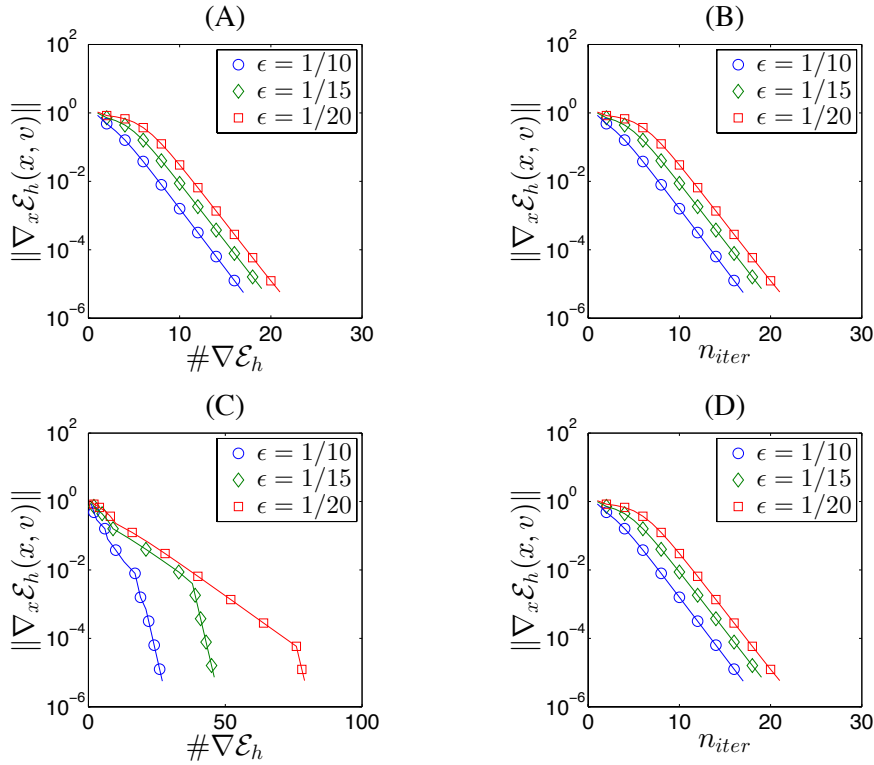 (A)
10^2
10^0
10^-2
10^-4
10^-6
0 10 20 30
‖∇_x ℰ_h(x, v)‖
#∇ℰ_h
ϵ = 1/10
ϵ = 1/15
ϵ = 1/20
(B)
10^2
10^0
10^-2
10^-4
10^-6
0 10 20 30
‖∇_x ℰ_h(x, v)‖
n_iter
ϵ = 1/10
ϵ = 1/15
ϵ = 1/20
(C)
10^2
10^0
10^-2
10^-4
10^-6
0 50 100
‖∇_x ℰ_h(x, v)‖
#∇ℰ_h
ϵ = 1/10
ϵ = 1/15
ϵ = 1/20
(D)
10^2
10^0
10^-2
10^-4
10^-6
0 10 20 30
‖∇_x ℰ_h(x, v)‖
n_iter
ϵ = 1/10
ϵ = 1/15
ϵ = 1/20